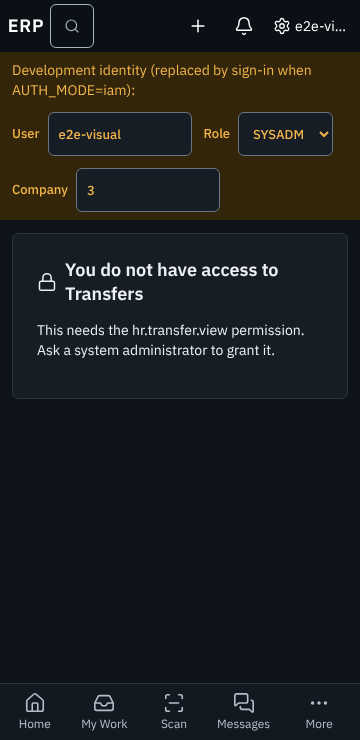 ERP
e2e-vi...
Development identity (replaced by sign-in when
AUTH_MODE=iam):
User
e2e-visual
Role
SYSADM
Company
3
You do not have access to
Transfers
This needs the hr.transfer.view permission.
Ask a system administrator to grant it.
Home
My Work
Scan
Messages
More